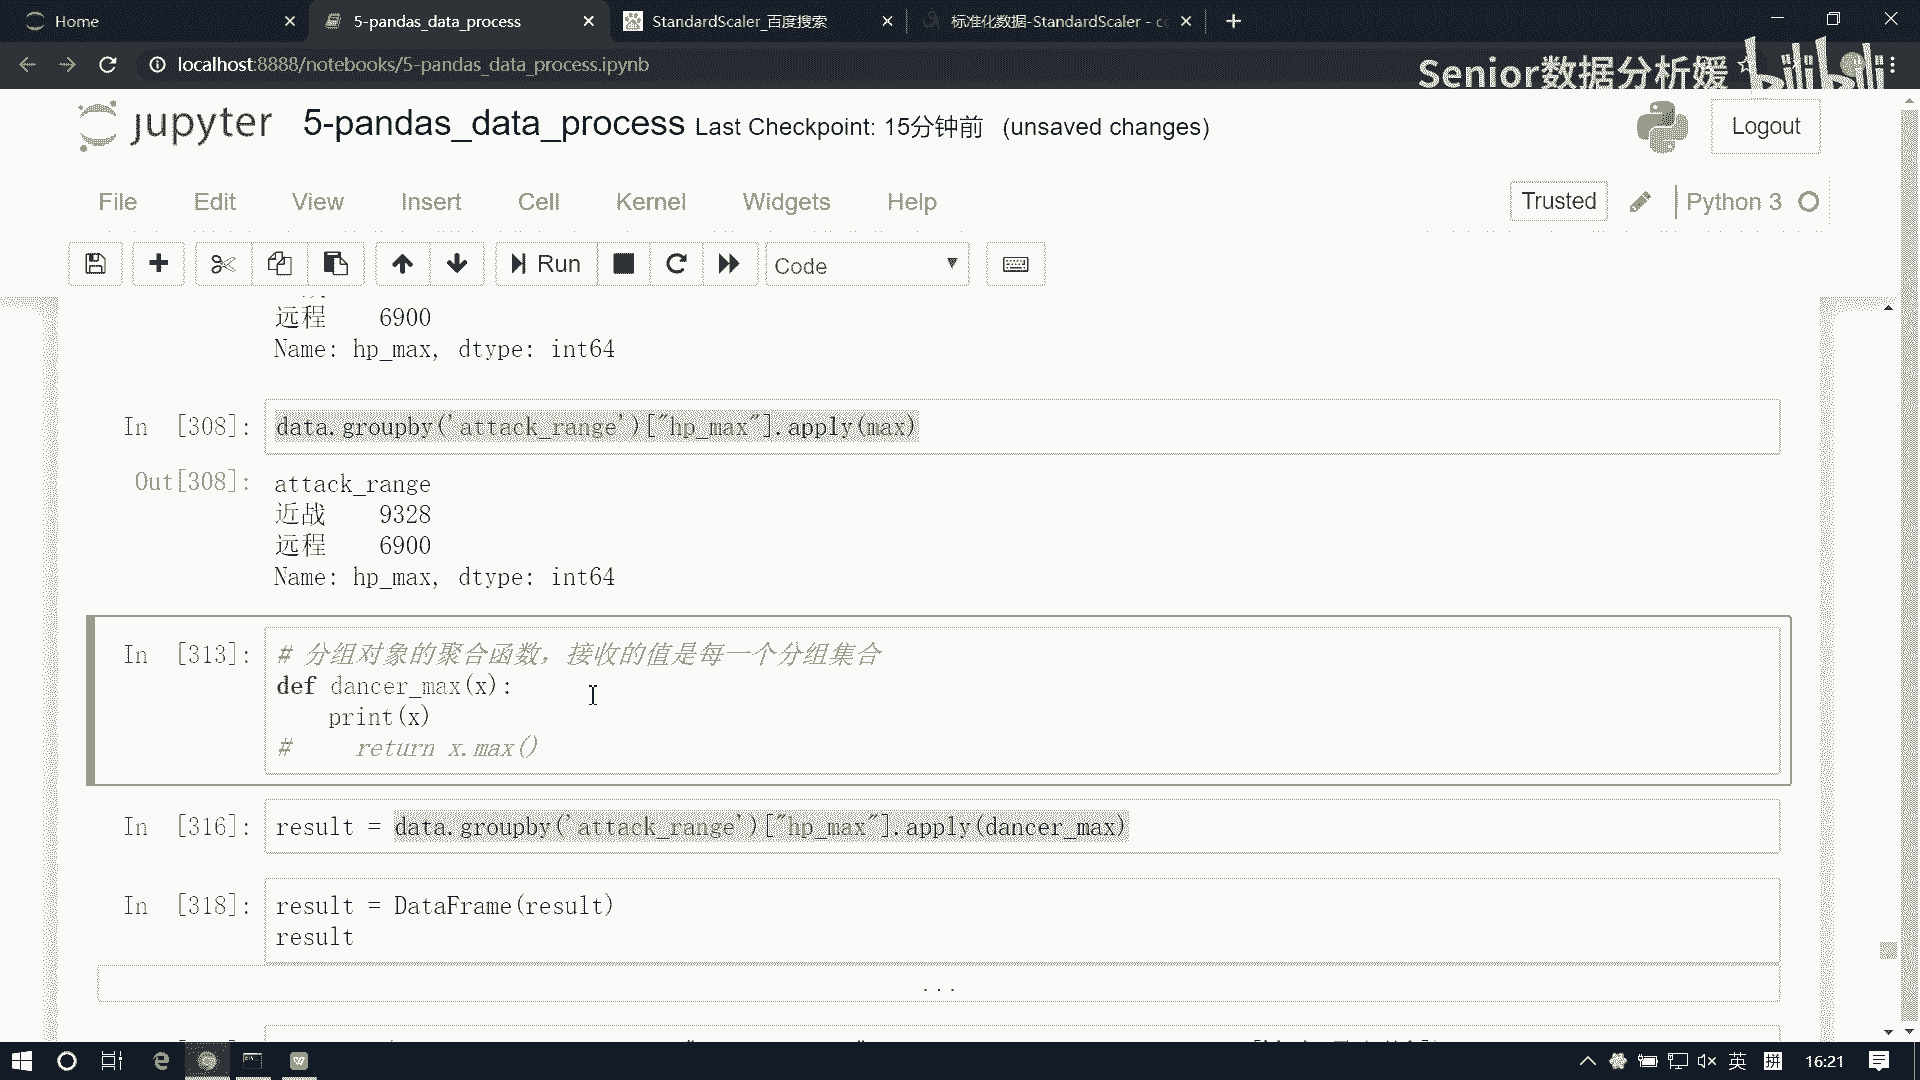 Home
5-pandas_data_process
StandardScaler_百度搜索
标准化数据-StandardScaler - c
localhost:8888/notebooks/5-pandas_data_process.ipynb
Senior数据分析媛
bilibili
jupyter
5-pandas_data_process Last Checkpoint: 15分钟前 (unsaved changes)
Logout
File Edit View Insert Cell Kernel Widgets Help
Trusted
Python 3
Run
Code
远程 6900
Name: hp_max, dtype: int64
In [308]: data.groupby('attack_range')["hp_max"].apply(max)
Out[308]: attack_range
近战 9328
远程 6900
Name: hp_max, dtype: int64
In [313]: # 分组对象的聚合函数，接收的值是每一个分组集合
def dancer_max(x):
print(x)
# return x.max()
In [316]: result = data.groupby('attack_range')["hp_max"].apply(dancer_max)
In [318]: result = DataFrame(result)
result
...
英
拼
16:21